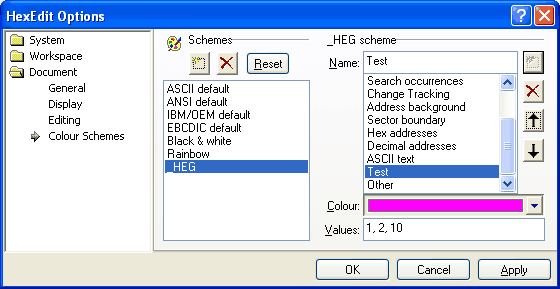 HexEdit Options
System
Workspace
Document
General
Display
Editing
Colour Schemes
Schemes
Reset
ASCII default
ANSI default
IBM/OEM default
EBCDIC default
Black & white
Rainbow
_HEG
_HEG scheme
Name: Test
Search occurrences
Change Tracking
Address background
Sector boundary
Hex addresses
Decimal addresses
ASCII text
Test
Other
Colour:
Values: 1, 2, 10
OK Cancel Apply